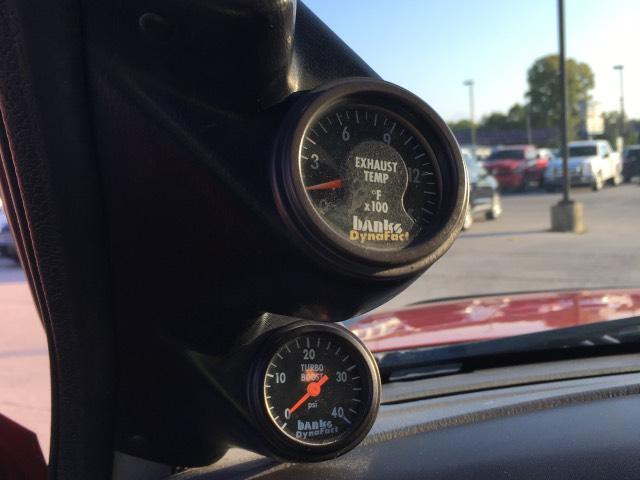 0 3 6 9 12
EXHAUST
TEMP
°F
x100
banks
DynaFact
0 10 20 30 40
TURBO
BOOST
psi
banks
DynaFact